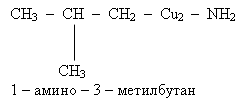 CH3 – CH – CH2 – Cu2 – NH2
CH3
1 – амино – 3 – метилбутан